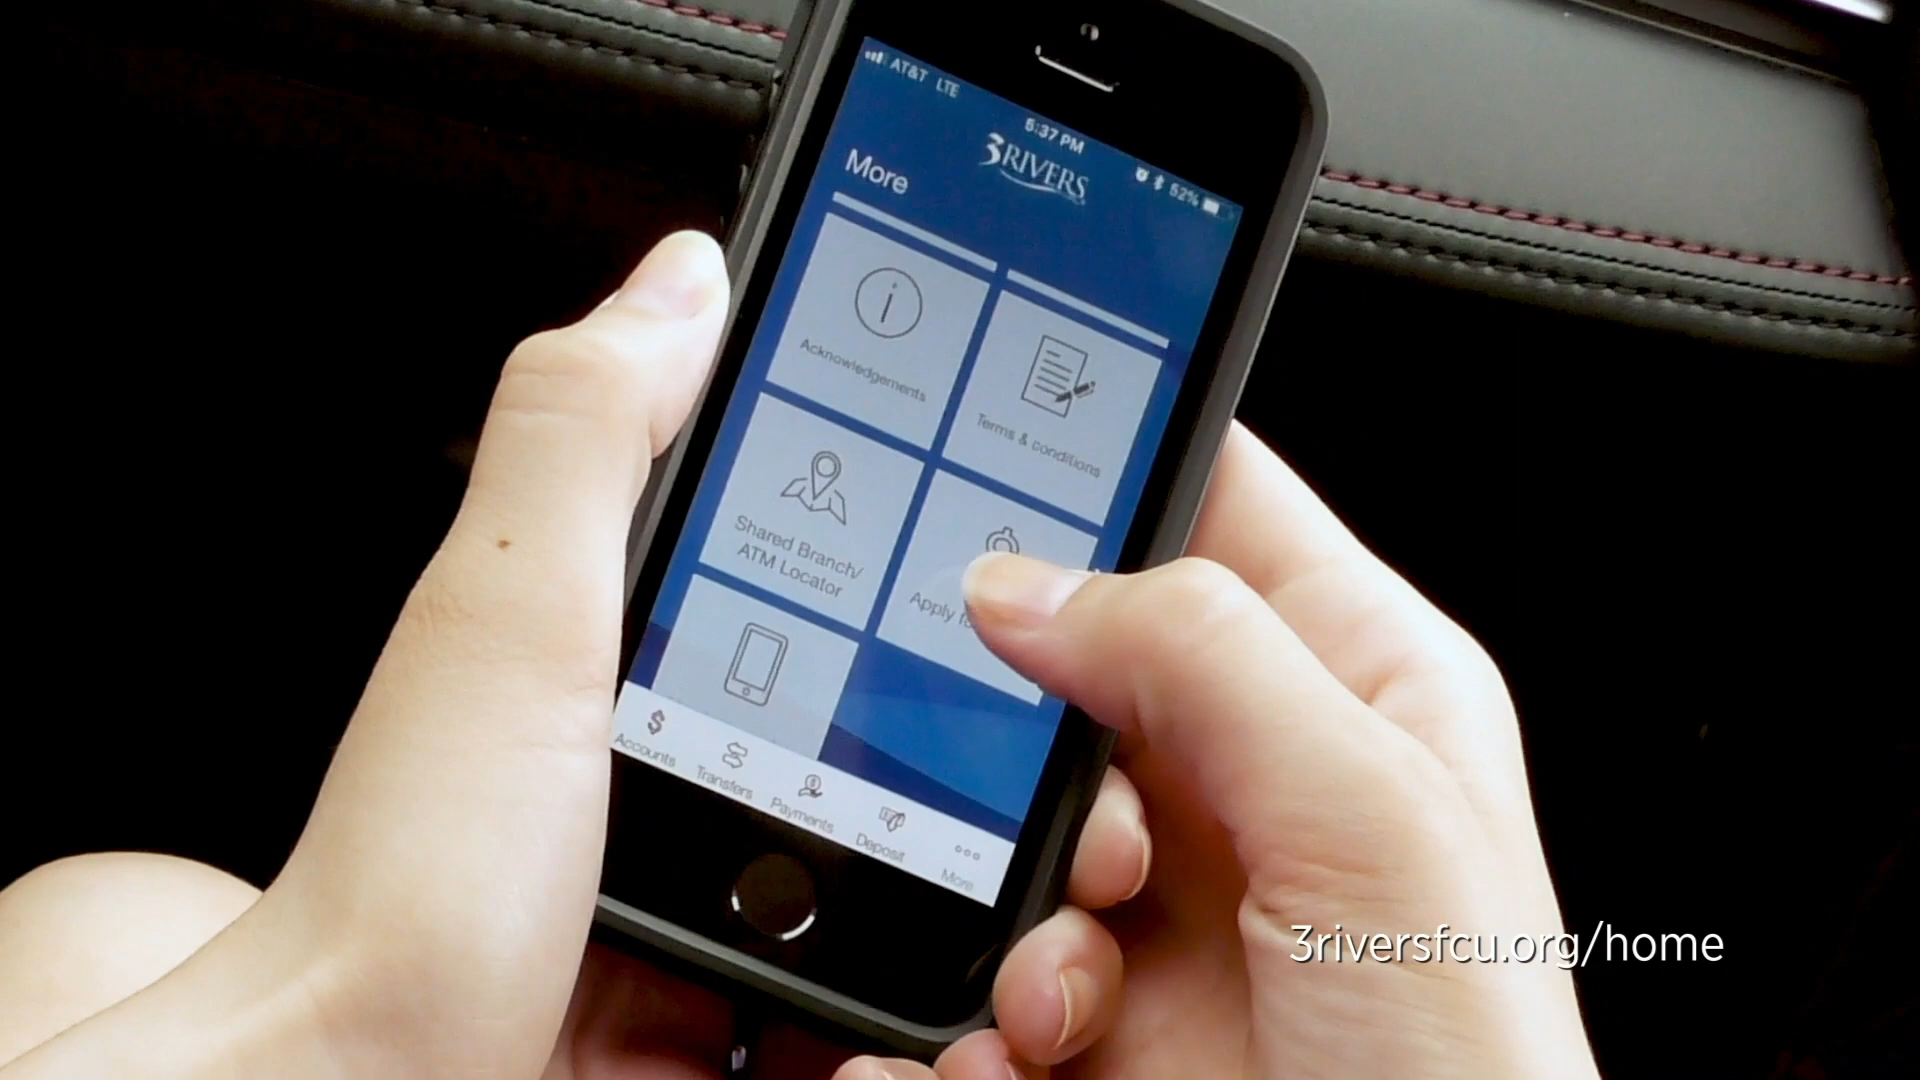 AT&T LTE
5:37 PM
52%
3RIVERS
More
Acknowledgements
Terms & conditions
Shared Branch/
ATM Locator
Apply
Accounts
Transfers
Payments
Deposit
More
3riversfcu.org/home